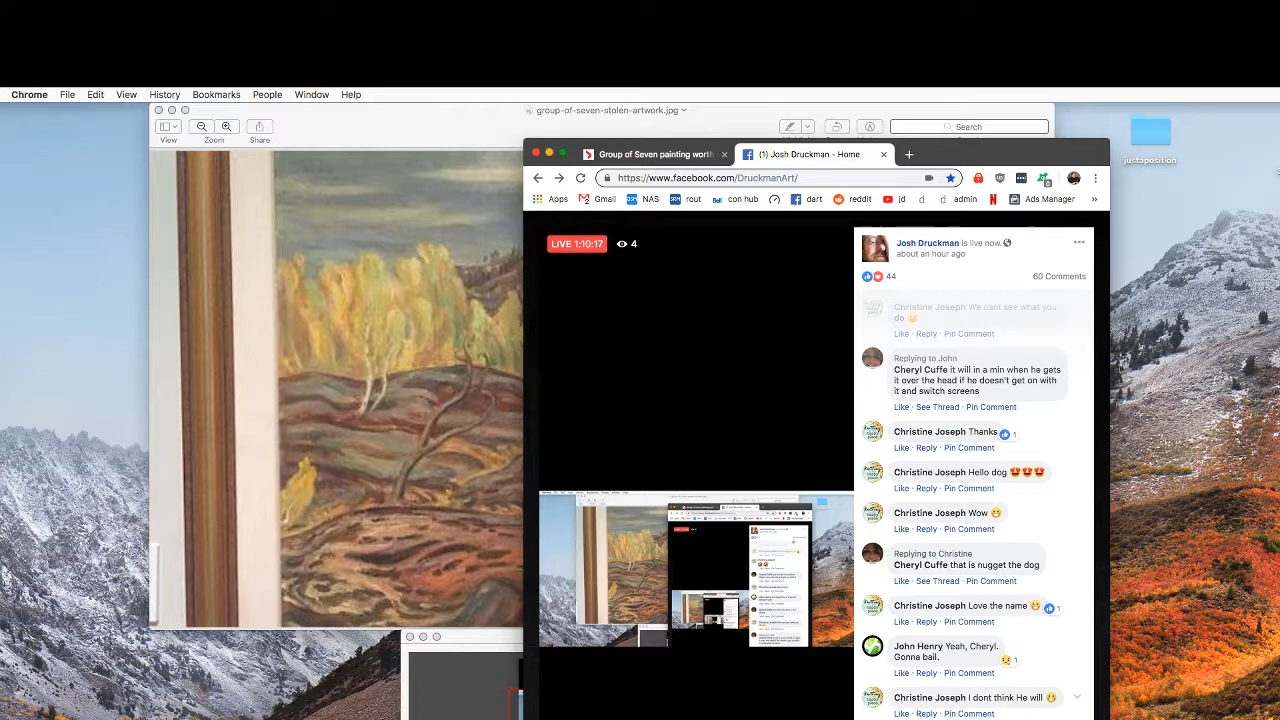 Chrome File Edit View History Bookmarks People Window Help
group-of-seven-stolen-artwork.jpg
View Zoom Share Search
justaposition
Group of Seven painting worth
(1) Josh Druckman - Home
https://www.facebook.com/DruckmanArt/
Apps Gmail NAS rout con hub dart reddit jd admin Ads Manager »
LIVE 1:10:17 4
Josh Druckman is live now.
about an hour ago
44 60 Comments
Christine Joseph We cant see what you
do
Like · Reply · Pin Comment
Replying to John
Cheryl Cuffe it will in a min when he gets
it over the head if he doesn't get on with
it and switch screens
Like · See Thread · Pin Comment
Christine Joseph Thanks
1
Like · Reply · Pin Comment
Christine Joseph Hello dog
Like · Reply · Pin Comment
Christine Joseph Wow
Like · Reply · Pin Comment
Replying to Christine
Cheryl Cuffe that is nugget the dog
Like · See Thread · Pin Comment
Christine Joseph Love the name
1
Like · Reply · Pin Comment
John Henry Yeah, Cheryl.
Gonna ball.
1
Like · Reply · Pin Comment
Christine Joseph I dont think He will
Like · Reply · Pin Comment